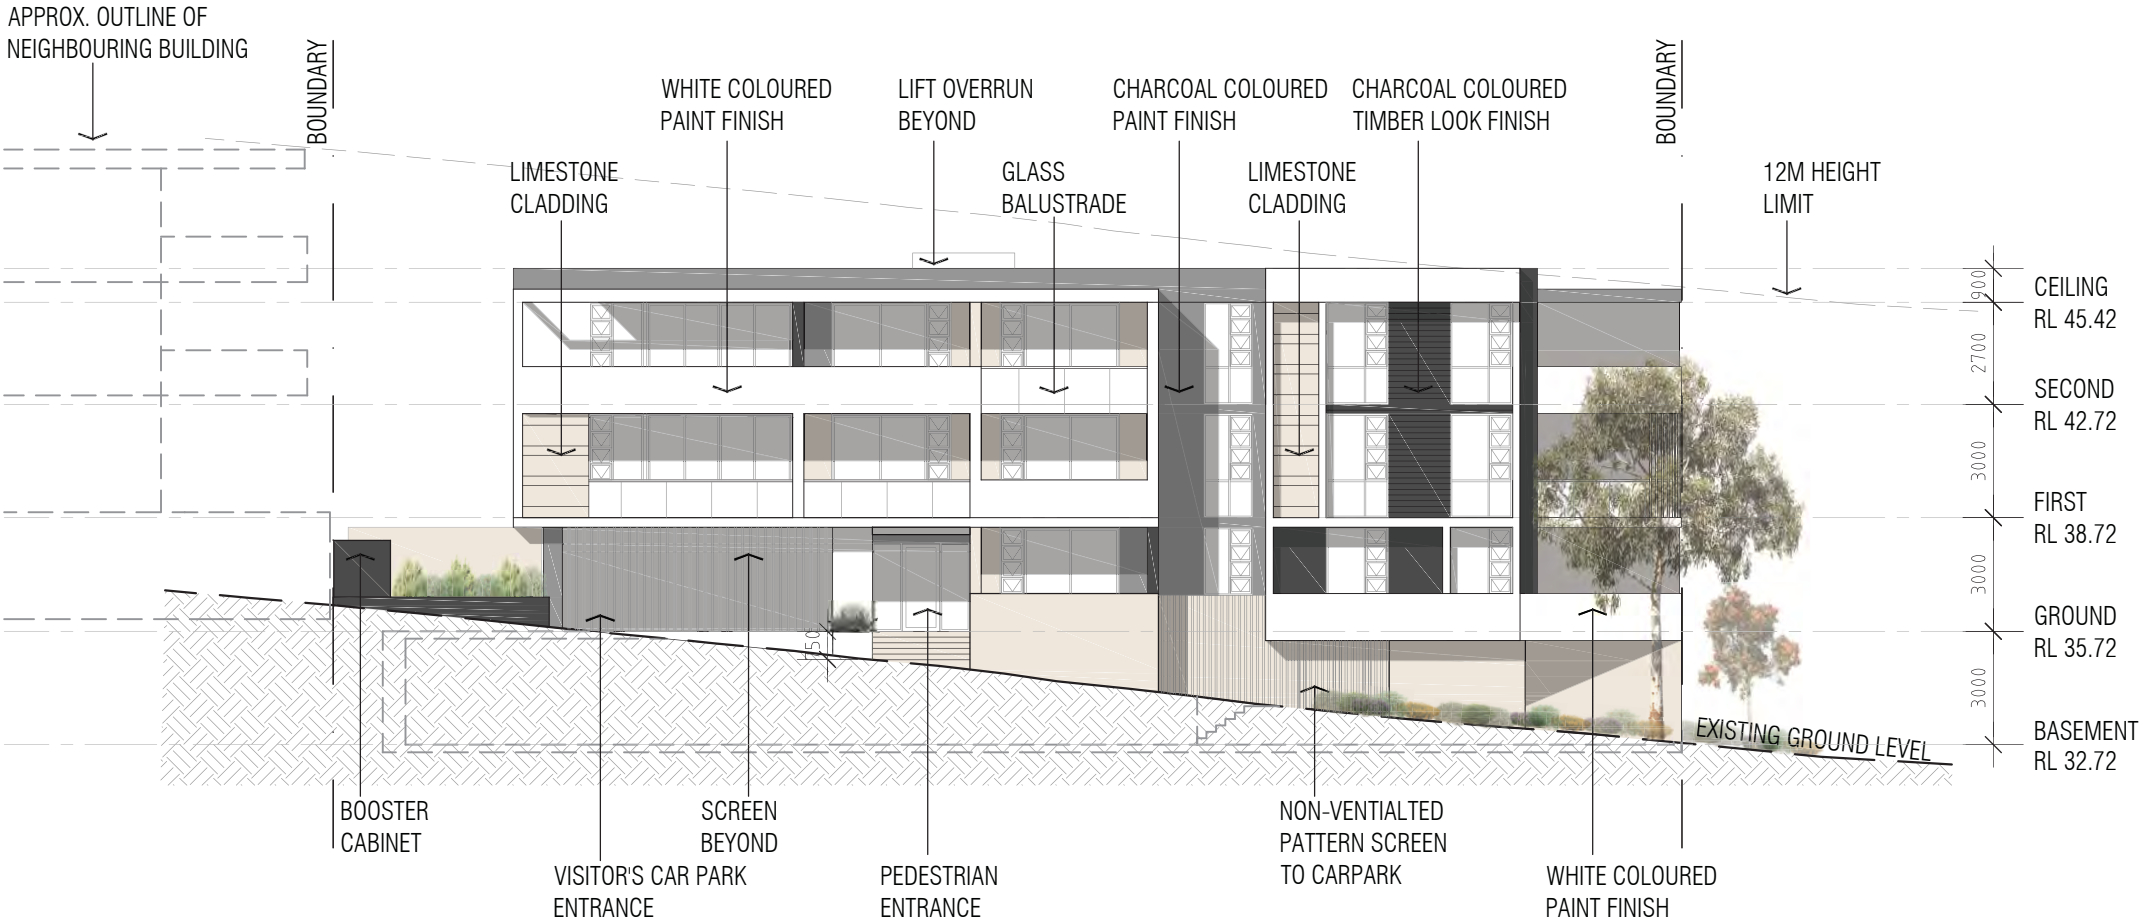 APPROX. OUTLINE OF
NEIGHBOURING BUILDING
BOUNDARY
WHITE COLOURED
PAINT FINISH
LIFT OVERRUN
BEYOND
CHARCOAL COLOURED
PAINT FINISH
CHARCOAL COLOURED
TIMBER LOOK FINISH
BOUNDARY
LIMESTONE
CLADDING
GLASS
BALUSTRADE
LIMESTONE
CLADDING
12M HEIGHT
LIMIT
900
CEILING
RL 45.42
2700
SECOND
RL 42.72
3000
FIRST
RL 38.72
3000
GROUND
RL 35.72
3000
BASEMENT
RL 32.72
EXISTING GROUND LEVEL
BOOSTER
CABINET
VISITOR'S CAR PARK
ENTRANCE
SCREEN
BEYOND
PEDESTRIAN
ENTRANCE
NON-VENTIALTED
PATTERN SCREEN
TO CARPARK
WHITE COLOURED
PAINT FINISH